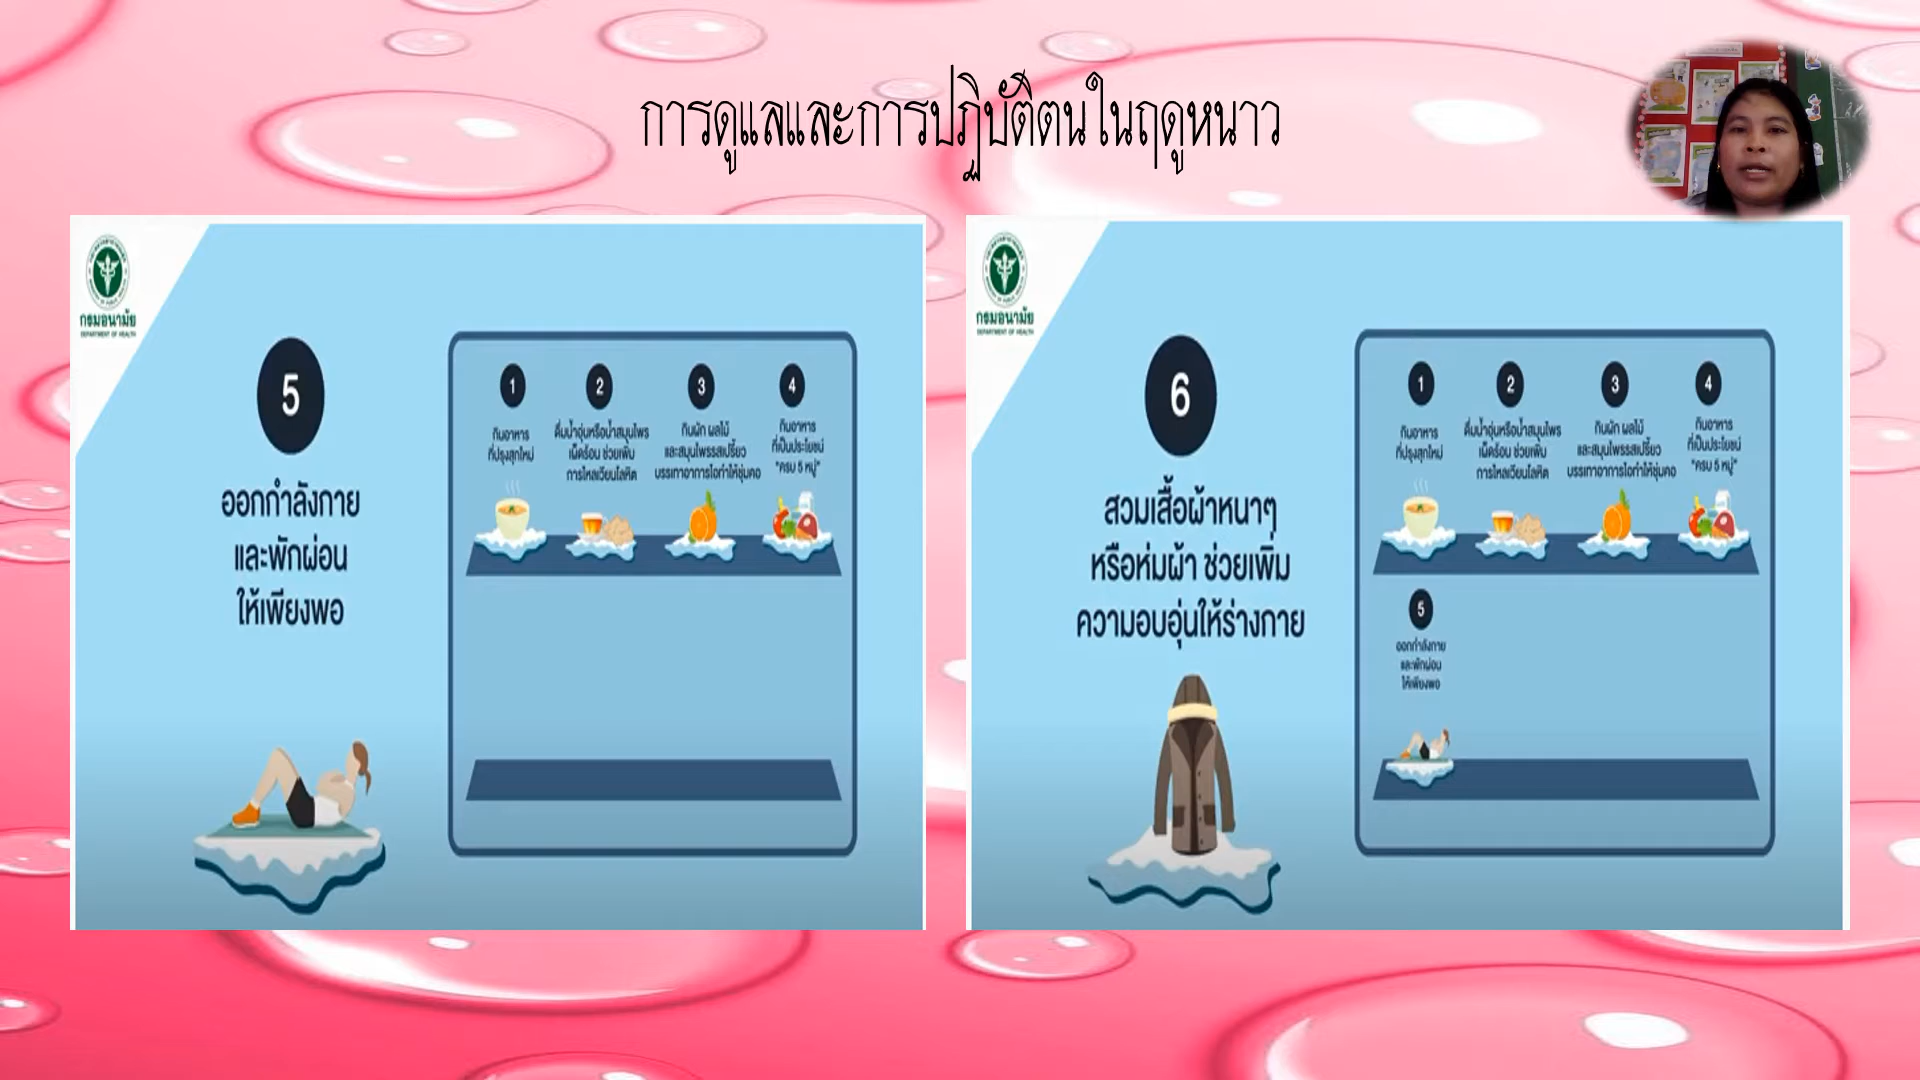 การดูแลและการปฏิบัติตนในฤดูหนาว
กรมอนามัย
DEPARTMENT OF HEALTH
5
ออกกำลังกาย
และพักผ่อน
ให้เพียงพอ
1
กินอาหาร
ที่ปรุงสุกใหม่
2
ดื่มน้ำอุ่นหรือน้ำสมุนไพร
เผ็ดร้อน ช่วยเพิ่ม
การไหลเวียนโลหิต
3
กินผัก ผลไม้
และสมุนไพรรสเปรี้ยว
บรรเทาอาการไอทำให้ชุ่มคอ
4
กินอาหาร
ที่เป็นประโยชน์
"ครบ 5 หมู่"
กรมอนามัย
DEPARTMENT OF HEALTH
6
สวมเสื้อผ้าหนาๆ
หรือห่มผ้า ช่วยเพิ่ม
ความอบอุ่นให้ร่างกาย
1
กินอาหาร
ที่ปรุงสุกใหม่
2
ดื่มน้ำอุ่นหรือน้ำสมุนไพร
เผ็ดร้อน ช่วยเพิ่ม
การไหลเวียนโลหิต
3
กินผัก ผลไม้
และสมุนไพรรสเปรี้ยว
บรรเทาอาการไอทำให้ชุ่มคอ
4
กินอาหาร
ที่เป็นประโยชน์
"ครบ 5 หมู่"
5
ออกกำลังกาย
และพักผ่อน
ให้เพียงพอ